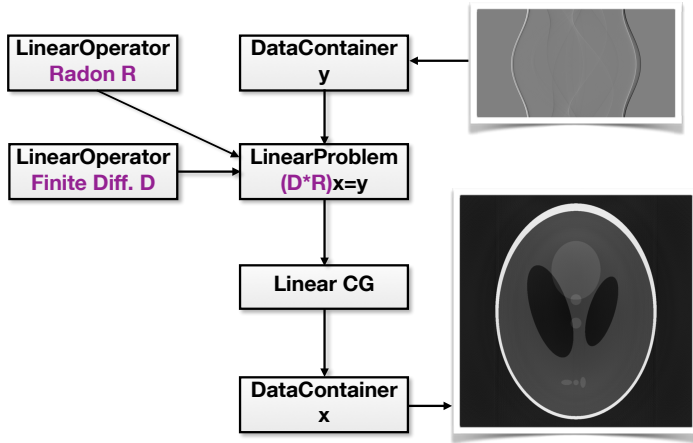 LinearOperator
Radon R
DataContainer
y
LinearOperator
Finite Diff. D
LinearProblem
(D*R)x=y
Linear CG
DataContainer
x